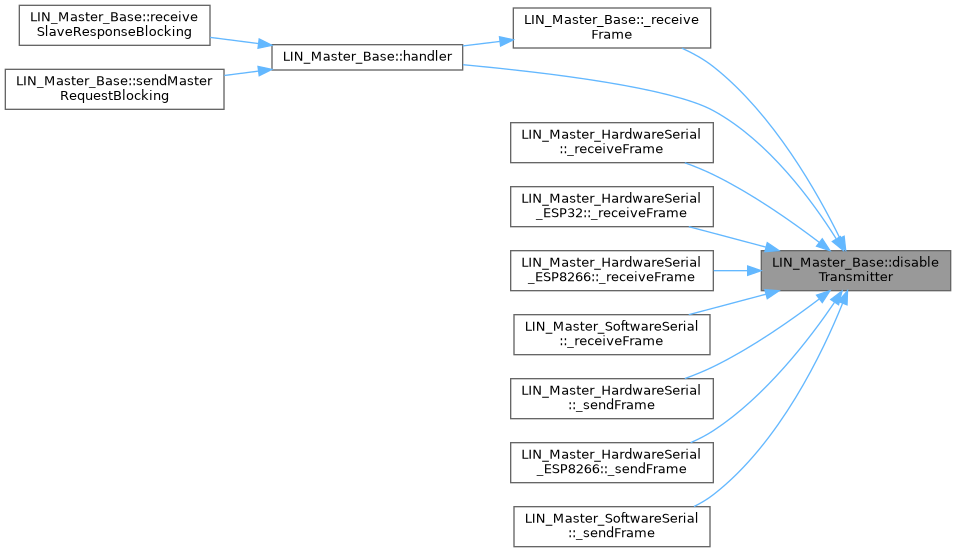 LIN_Master_Base::receive
SlaveResponseBlocking
LIN_Master_Base::sendMaster
RequestBlocking
LIN_Master_Base::handler
LIN_Master_Base::_receive
Frame
LIN_Master_HardwareSerial
::_receiveFrame
LIN_Master_HardwareSerial
_ESP32::_receiveFrame
LIN_Master_HardwareSerial
_ESP8266::_receiveFrame
LIN_Master_SoftwareSerial
::_receiveFrame
LIN_Master_HardwareSerial
::_sendFrame
LIN_Master_HardwareSerial
_ESP8266::_sendFrame
LIN_Master_SoftwareSerial
::_sendFrame
LIN_Master_Base::disable
Transmitter